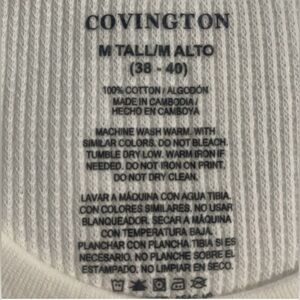 COVINGTON
M TALL/M ALTO
(38 - 40)
100% COTTON / ALGODÓN
MADE IN CAMBODIA /
HECHO EN CAMBOYA
MACHINE WASH WARM. WITH
SIMILAR COLORS. DO NOT BLEACH.
TUMBLE DRY LOW. WARM IRON IF
NEEDED. DO NOT IRON ON PRINT.
DO NOT DRY CLEAN.
LAVAR A MÁQUINA CON AGUA TIBIA.
CON COLORES SIMILARES. NO USAR
BLANQUEADOR. SECAR A MÁQUINA
CON TEMPERATURA BAJA.
PLANCHAR CON PLANCHA TIBIA SI ES
NECESARIO. NO PLANCHE SOBRE EL
ESTAMPADO. NO LIMPIAR EN SECO.